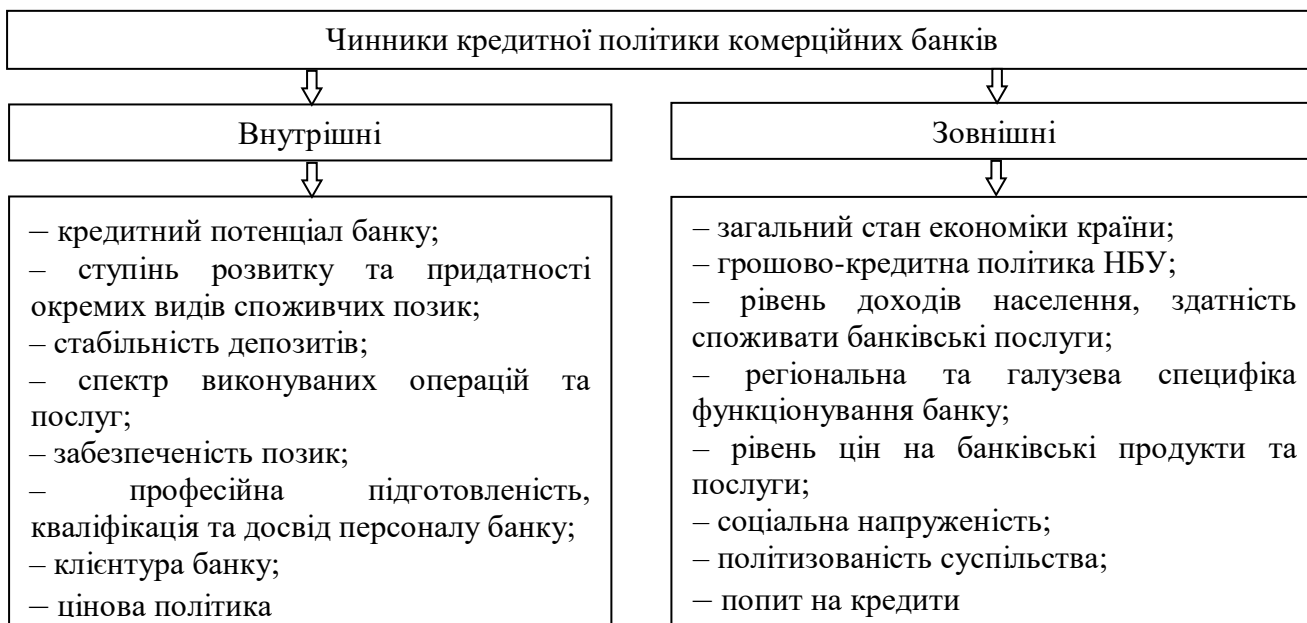 Чинники кредитної політики комерційних банків
Внутрішні
– кредитний потенціал банку;
– ступінь розвитку та придатності
окремих видів споживчих позик;
– стабільність депозитів;
– спектр виконуваних операцій та
послуг;
– забезпеченість позик;
– професійна підготовленість,
кваліфікація та досвід персоналу банку;
– клієнтура банку;
– цінова політика
Зовнішні
– загальний стан економіки країни;
– грошово-кредитна політика НБУ;
– рівень доходів населення, здатність
споживати банківські послуги;
– регіональна та галузева специфіка
функціонування банку;
– рівень цін на банківські продукти та
послуги;
– соціальна напруженість;
– політизованість суспільства;
– попит на кредити